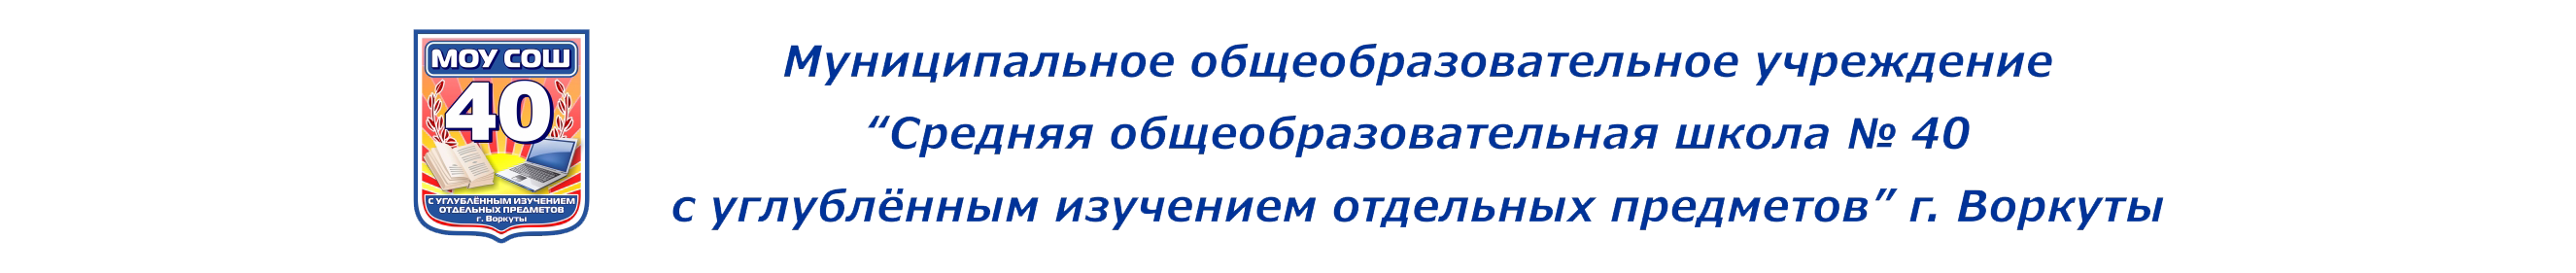 МОУ СОШ
40
С УГЛУБЛЁННЫМ ИЗУЧЕНИЕМ
ОТДЕЛЬНЫХ ПРЕДМЕТОВ
г. Воркуты
Муниципальное общеобразовательное учреждение
“Средняя общеобразовательная школа № 40
с углублённым изучением отдельных предметов” г. Воркуты